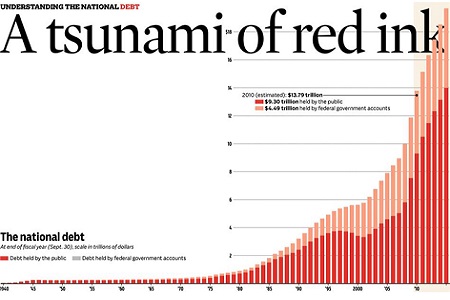 UNDERSTANDING THE NATIONAL DEBT
A tsunami of red ink
$18
14
2010 (estimated): $13.79 trillion
$9.30 trillion held by the public
$4.49 trillion held by federal government accounts
12
10
8
6
4
2
The national debt
At end of fiscal year (Sept. 30); scale in trillions of dollars
Debt held by the public Debt held by federal government accounts
1940 '45 '50 '55 '60 '65 '70 '75 '80 '85 '90 '95 2000 '05 '10